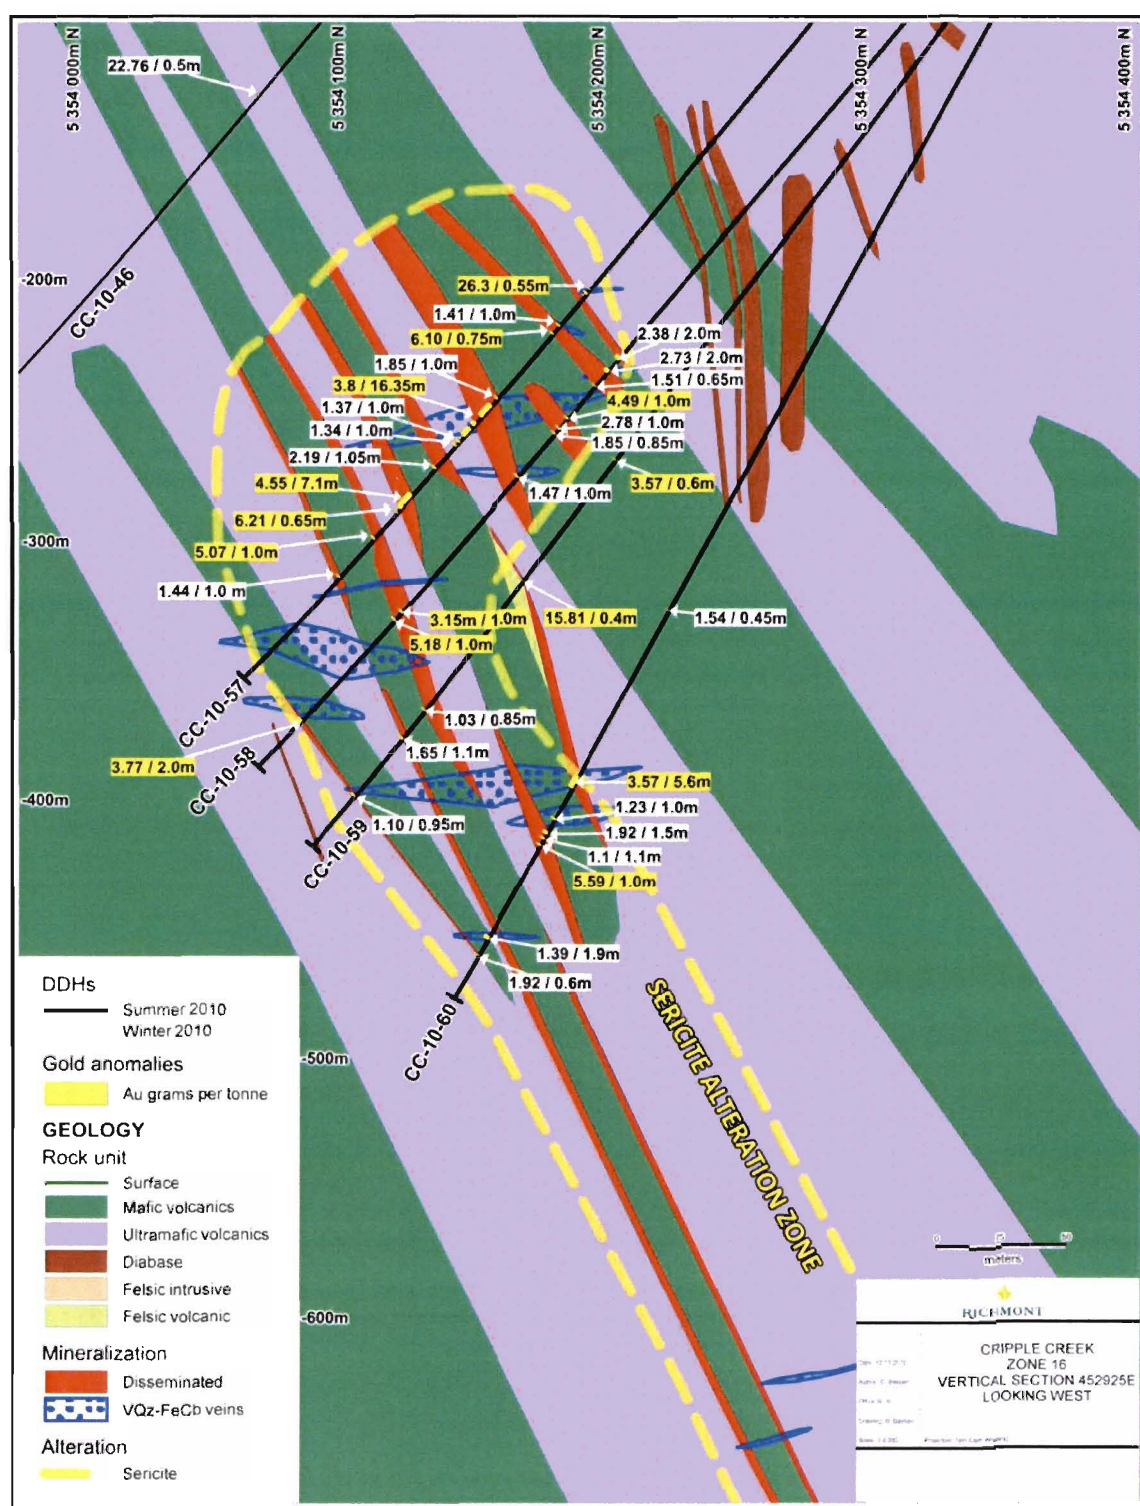 5 354 000m N
5 354 100m N
5 354 200m N
5 354 300m N
5 354 400m N
22.76 / 0.5m
-200m
CC-10-46
26.3 / 0.55m
1.41 / 1.0m
6.10 / 0.75m
2.38 / 2.0m
2.73 / 2.0m
1.85 / 1.0m
1.51 / 0.65m
3.8 / 16.35m
4.49 / 1.0m
1.37 / 1.0m
2.78 / 1.0m
1.34 / 1.0m
1.85 / 0.85m
2.19 / 1.05m
4.55 / 7.1m
3.57 / 0.6m
1.47 / 1.0m
6.21 / 0.65m
-300m
5.07 / 1.0m
1.44 / 1.0 m
3.15m / 1.0m
15.81 / 0.4m
1.54 / 0.45m
5.18 / 1.0m
CC-10-57
CC-10-58
1.03 / 0.85m
1.65 / 1.1m
3.77 / 2.0m
3.57 / 5.6m
-400m
1.23 / 1.0m
1.10 / 0.95m
1.92 / 1.5m
CC-10-59
1.1 / 1.1m
5.59 / 1.0m
1.39 / 1.9m
1.92 / 0.6m
CC-10-60
SERICITE ALTERATION ZONE
-500m
-600m
DDHs
Summer 2010
Winter 2010
Gold anomalies
Au grams per tonne
GEOLOGY
Rock unit
Surface
Mafic volcanics
Ultramafic volcanics
Diabase
Felsic intrusive
Felsic volcanic
Mineralization
Disseminated
VQz-FeCb veins
Alteration
Sericite
meters
RICHMONT
CRIPPLE CREEK
ZONE 16
VERTICAL SECTION 452925E
LOOKING WEST